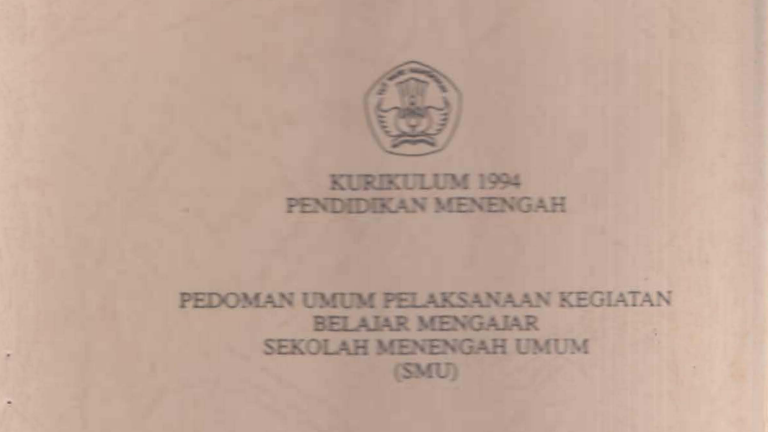 KURIKULUM 1994
PENDIDIKAN MENENGAH
PEDOMAN UMUM PELAKSANAAN KEGIATAN
BELAJAR MENGAJAR
SEKOLAH MENENGAH UMUM
(SMU)